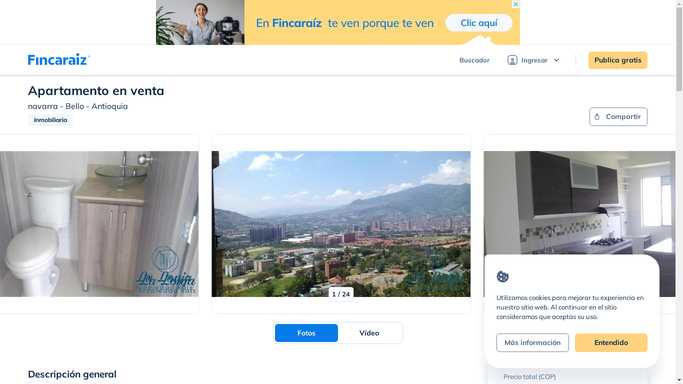 En Fincaraíz te ven porque te ven
Clic aquí
Fincaraíz
Buscador
Ingresar
Publica gratis
Apartamento en venta
navarra - Bello - Antioquia
Inmobiliaria
Compartir
1 / 24
Fotos
Vídeo
Utilizamos cookies para mejorar tu experiencia en
nuestro sitio web. Al continuar en el sitio
consideramos que aceptas su uso.
Más información
Entendido
Descripción general
Precio total (COP)